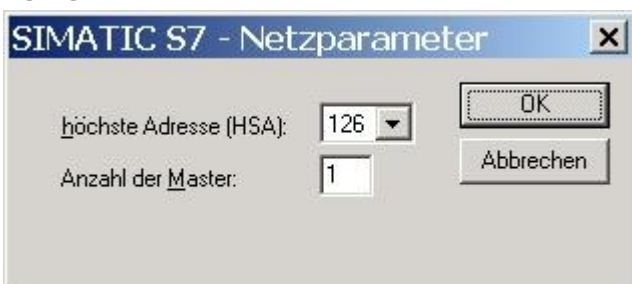 SIMATIC S7 - Netzparameter
höchste Adresse (HSA): 126
OK
Anzahl der Master: 1
Abbrechen